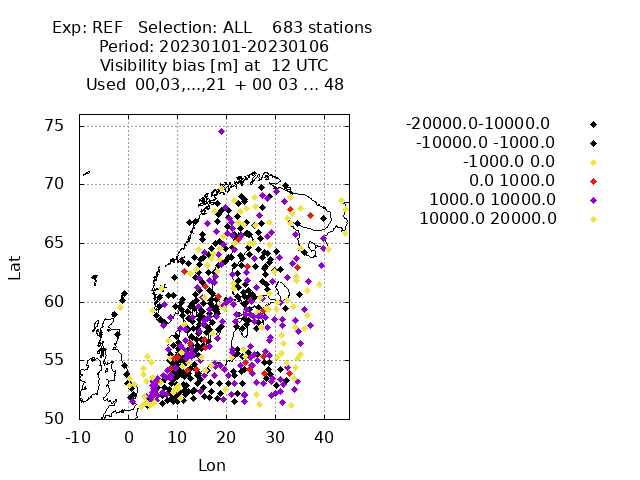 Exp: REF Selection: ALL 683 stations
Period: 20230101-20230106
Visibility bias [m] at 12 UTC
Used 00,03,...,21 + 00 03 ... 48
-20000.0-10000.0
-10000.0 -1000.0
-1000.0 0.0
0.0 1000.0
1000.0 10000.0
10000.0 20000.0
75
70
65
60
55
50
Lat
-10 0 10 20 30 40
Lon